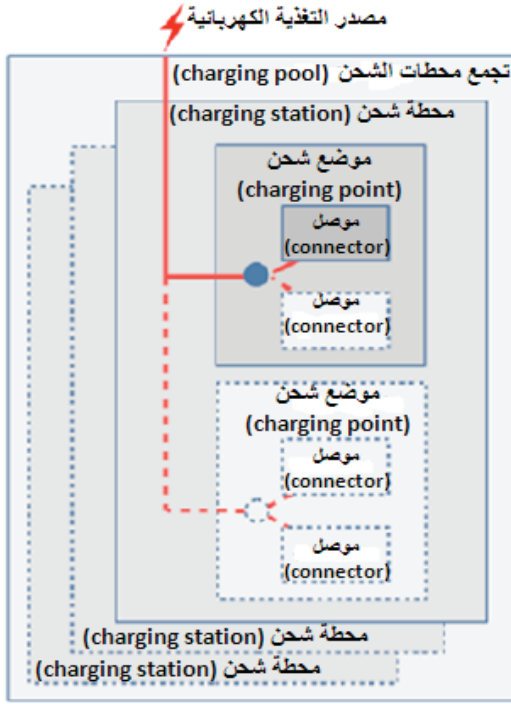 مصدر التغذية الكهربائية
تجمع محطات الشحن (charging pool)
محطة شحن (charging station)
موضع شحن
(charging point)
موصل
(connector)
موصل
(connector)
موضع شحن
(charging point)
موصل
(connector)
موصل
(connector)
محطة شحن (charging station)
محطة شحن (charging station)